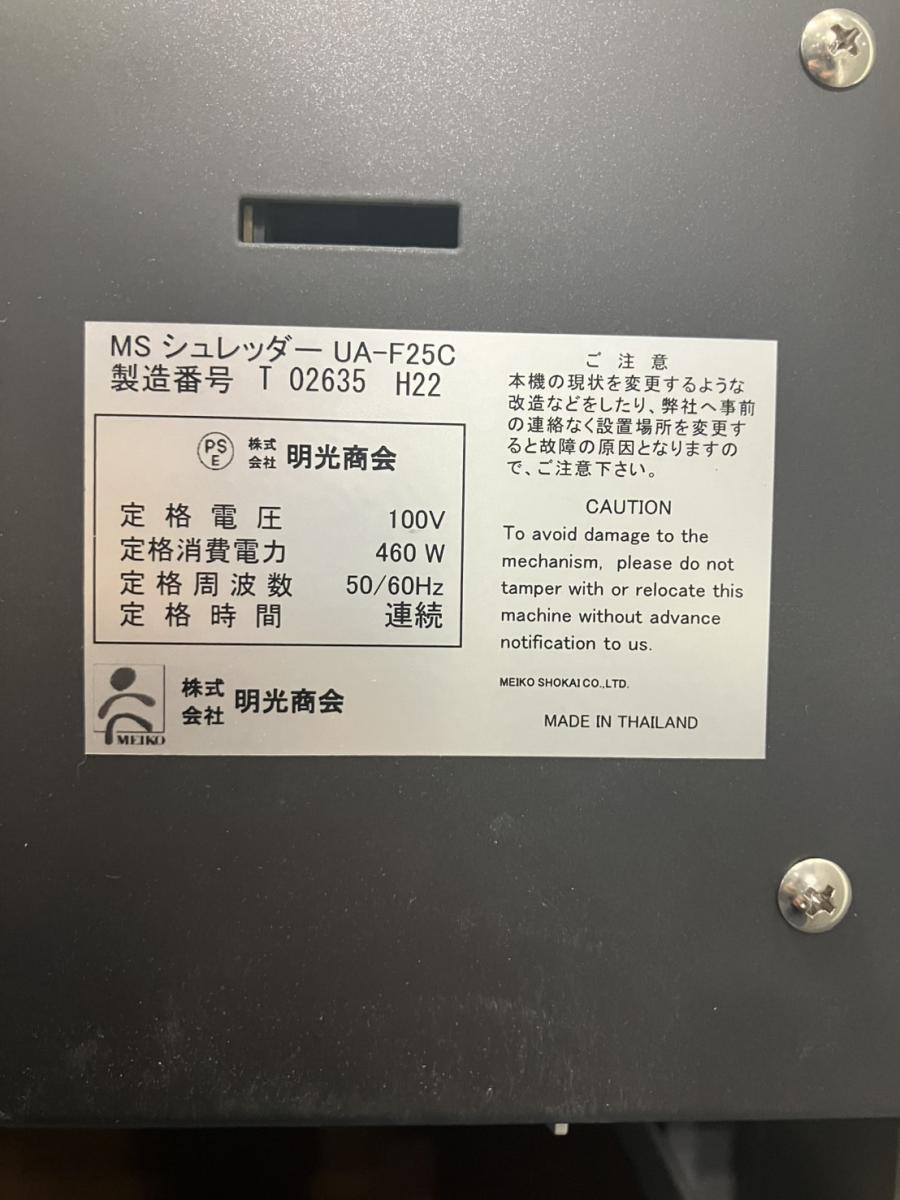 MS シュレッダー UA-F25C
製造番号 T 02635 H22
PS
E
株式
会社 明光商会
定格電圧 100V
定格消費電力 460 W
定格周波数 50/60Hz
定格時間 連続
MEIKO
株式
会社 明光商会
ご注意
本機の現状を変更するような
改造などをしたり、弊社へ事前
の連絡なく設置場所を変更す
ると故障の原因となりますの
で、ご注意下さい。
CAUTION
To avoid damage to the
mechanism, please do not
tamper with or relocate this
machine without advance
notification to us.
MEIKO SHOKAI CO.,LTD.
MADE IN THAILAND